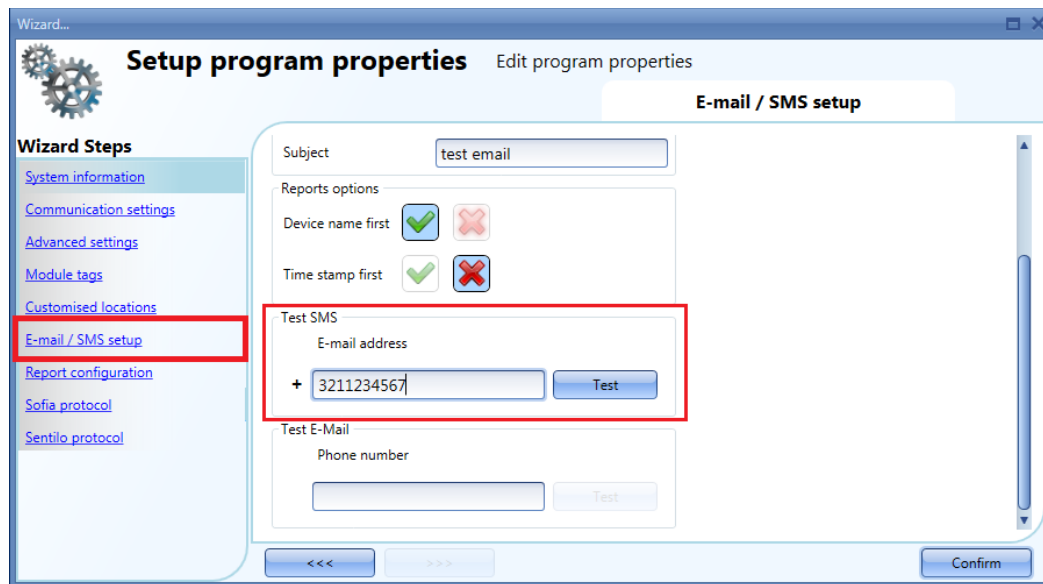 Wizard...
Setup program properties Edit program properties
E-mail / SMS setup
Wizard Steps
System information
Communication settings
Advanced settings
Module tags
Customised locations
E-mail / SMS setup
Report configuration
Sofia protocol
Sentilo protocol
Subject test email
Reports options
Device name first
Time stamp first
Test SMS
E-mail address
+ 3211234567 Test
Test E-Mail
Phone number
Test
<<< >>> Confirm